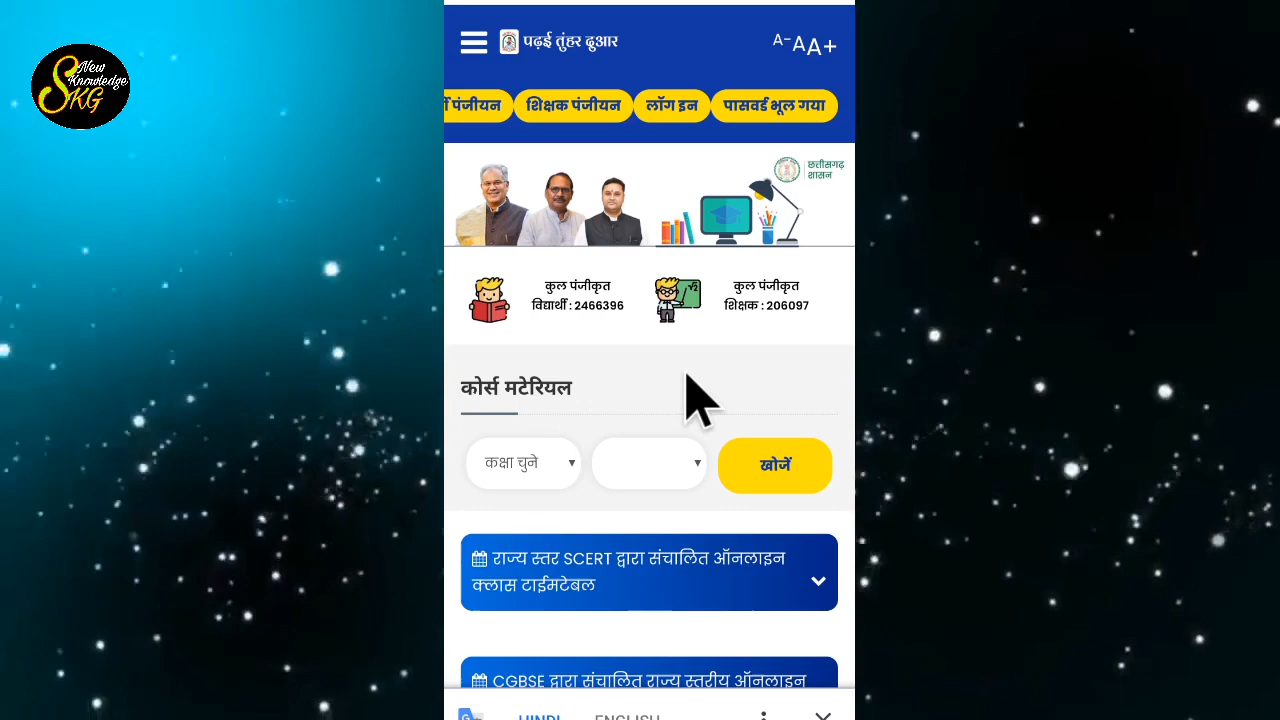 New
Knowledge
SKG
पढ़ई तुंहर दुआर
A- A A+
पंजीयन
शिक्षक पंजीयन
लॉग इन
पासवर्ड भूल गया
छत्तीसगढ़
शासन
कुल पंजीकृत
विद्यार्थी : 2466396
√2
कुल पंजीकृत
शिक्षक : 206097
कोर्स मटेरियल
कक्षा चुने
खोजें
राज्य स्तर SCERT द्वारा संचालित ऑनलाइन
क्लास टाईमटेबल
CGBSE द्वारा संचालित राज्य स्तरीय ऑनलाइन
HINDI
ENGLISH